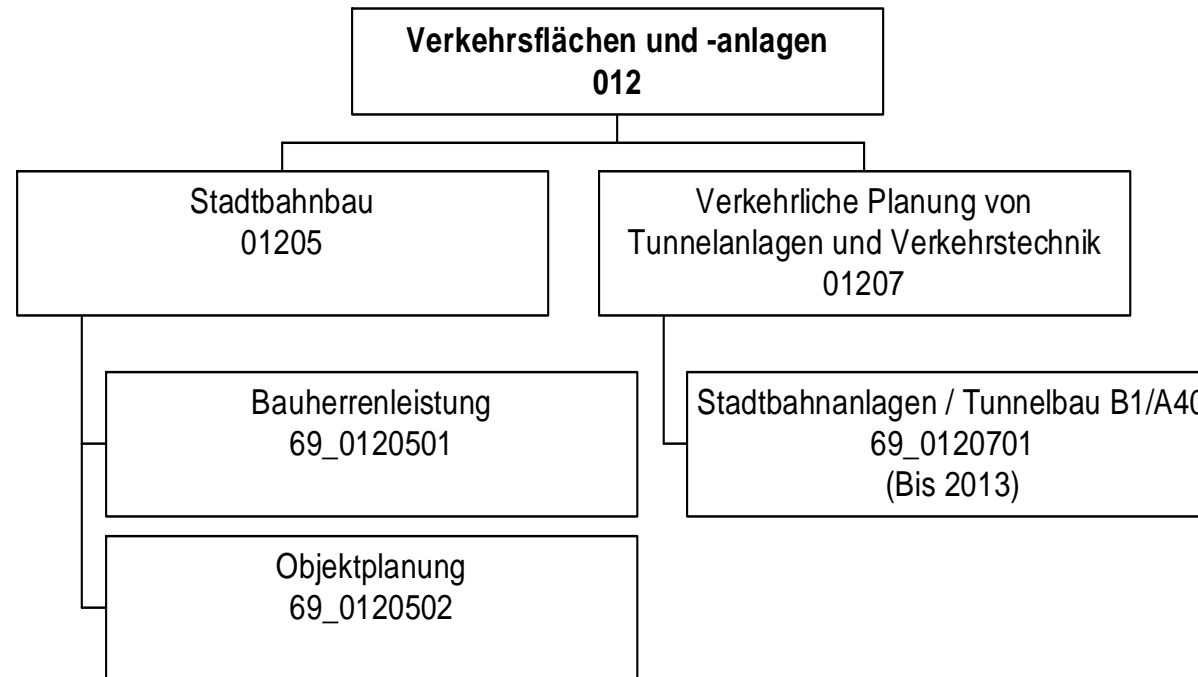 Verkehrsflächen und -anlagen
012
Stadtbahnbau
01205
Verkehrliche Planung von
Tunnelanlagen und Verkehrstechnik
01207
Bauherrenleistung
69_0120501
Stadtbahnanlagen / Tunnelbau B1/A40
69_0120701
(Bis 2013)
Objektplanung
69_0120502